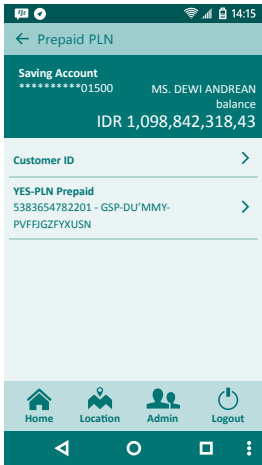 14:15
← Prepaid PLN
Saving Account
**********01500
MS. DEWI ANDREAN
balance
IDR 1,098,842,318,43
Customer ID
YES-PLN Prepaid
5383654782201 - GSP-DU'MMY-
PVFFJGZFYXUSN
Home Location Admin Logout